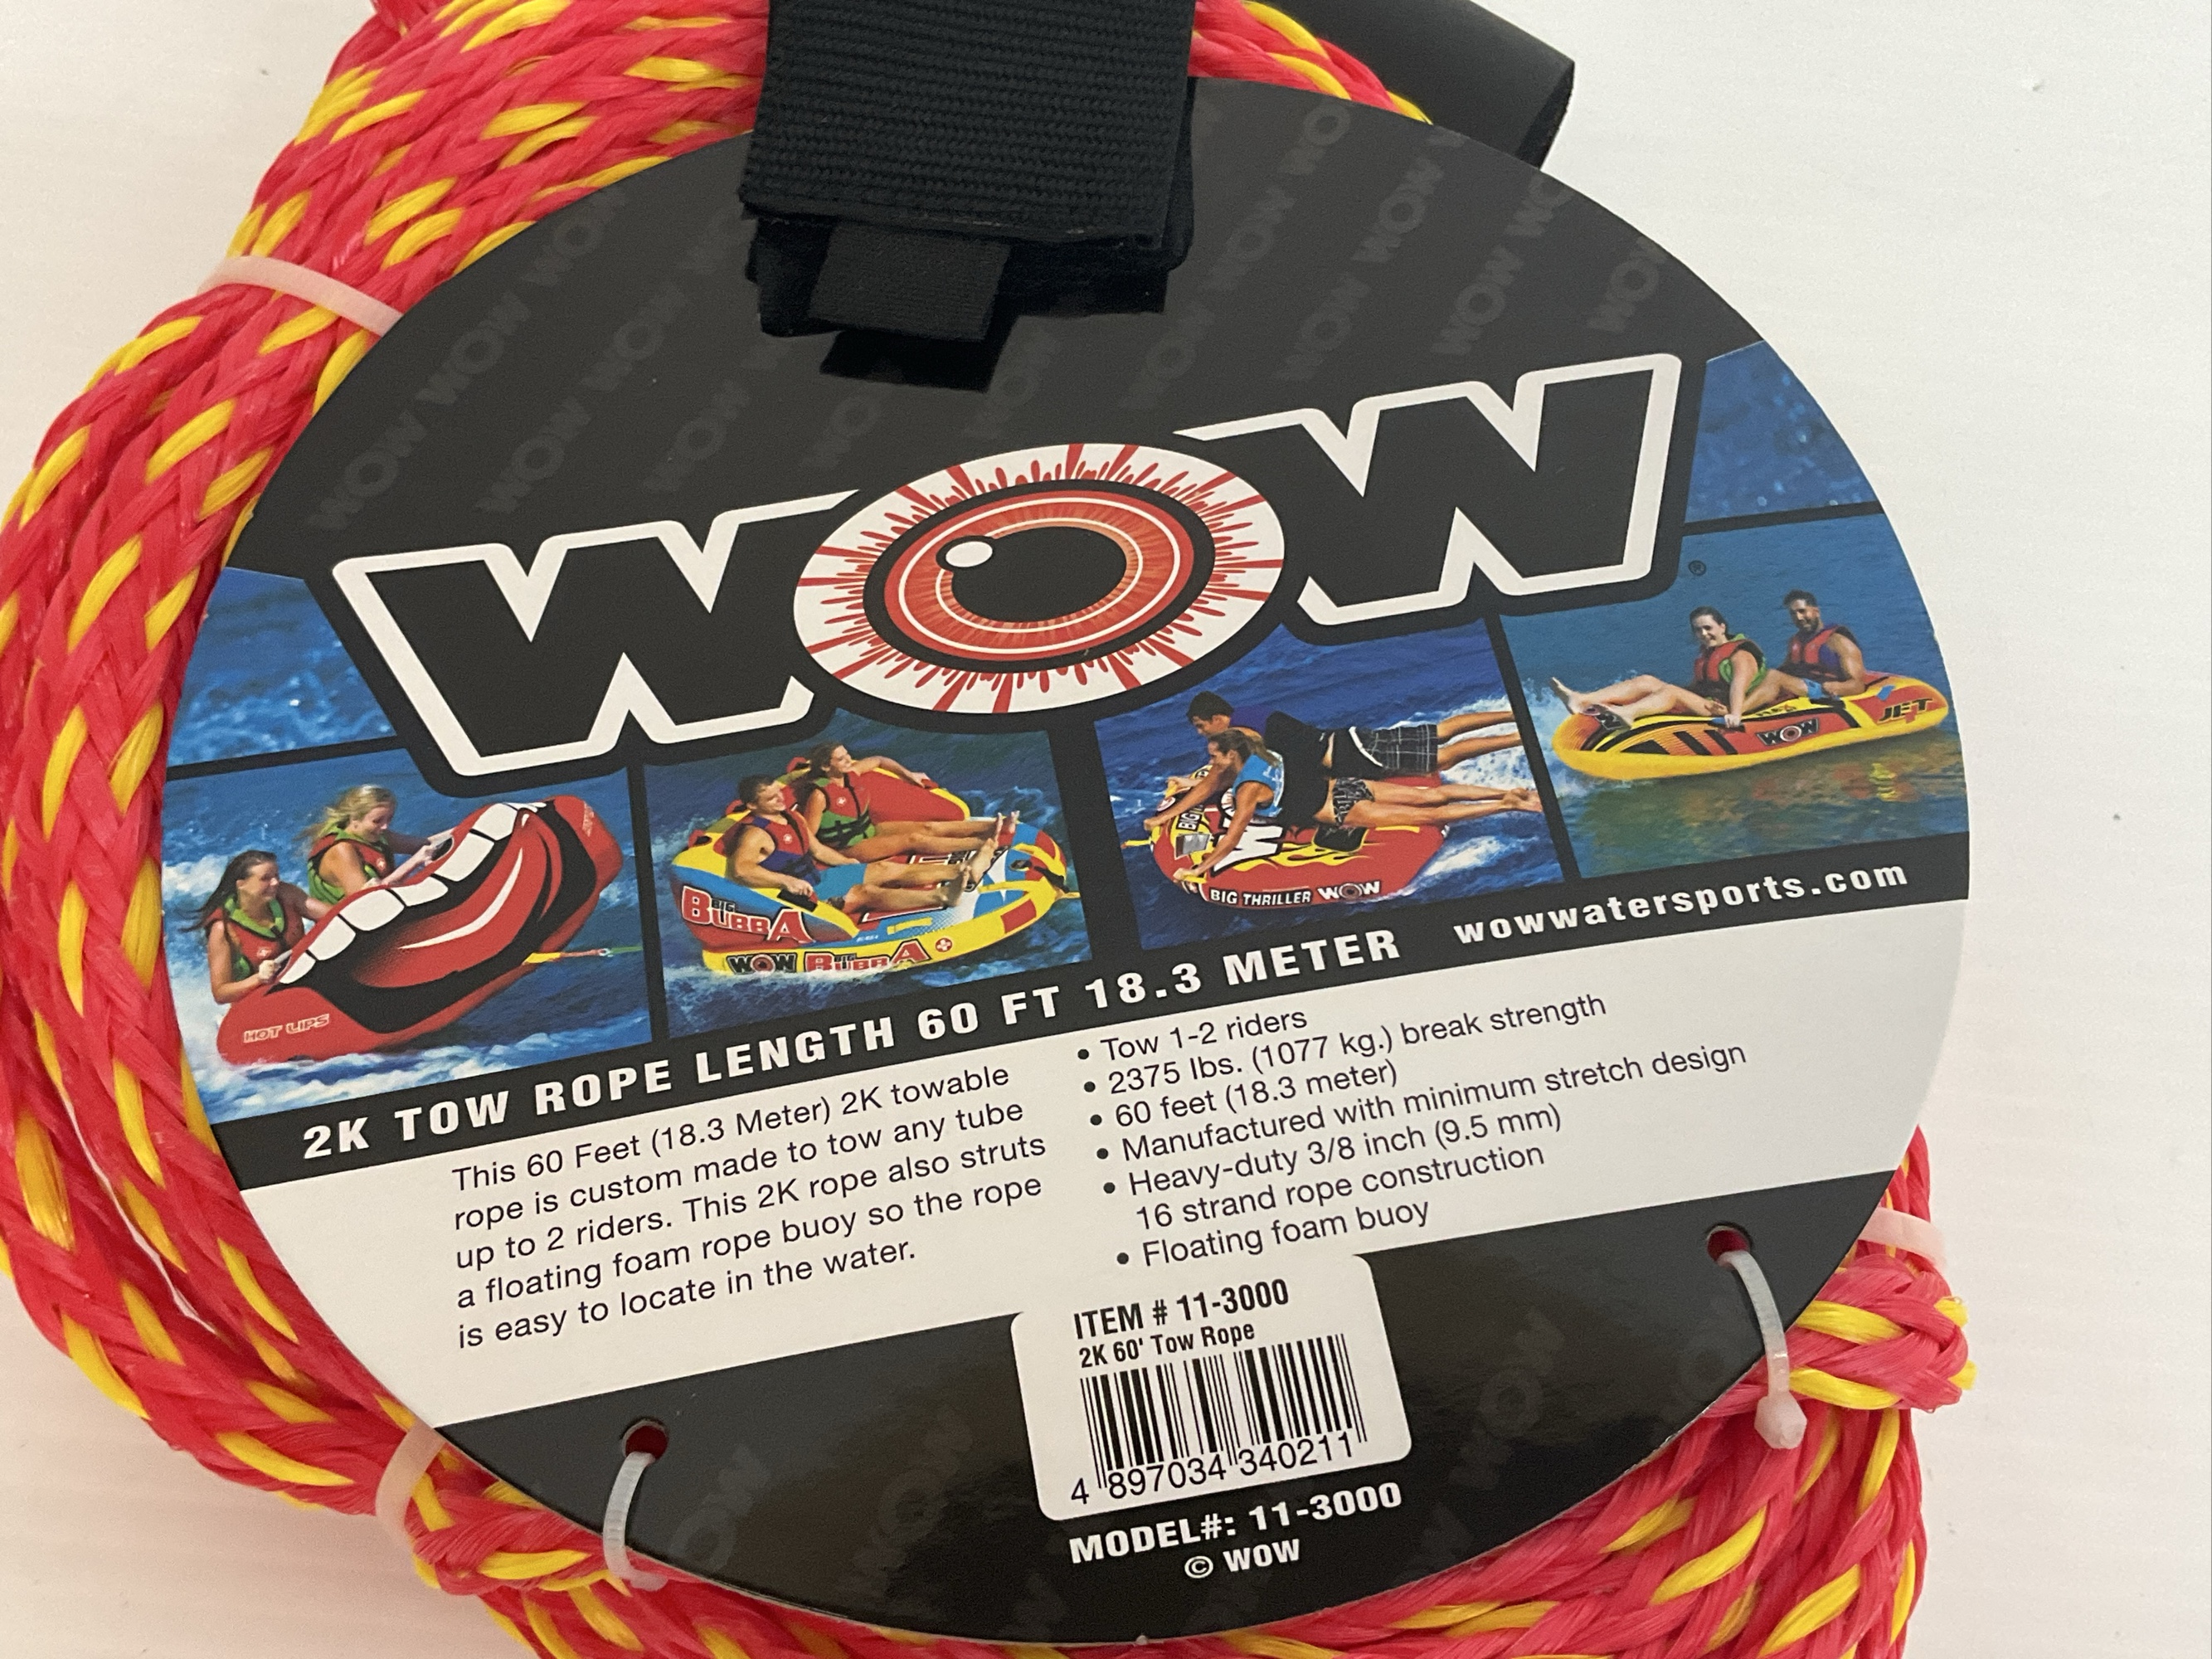 WOW
®
HOT LIPS
BIG
BUBBA
WOW BIG BUBBA
BIG
BIG THRILLER WOW
WOW
JET
2K TOW ROPE LENGTH 60 FT 18.3 METER wowwatersports.com
This 60 Feet (18.3 Meter) 2K towable
rope is custom made to tow any tube
up to 2 riders. This 2K rope also struts
a floating foam rope buoy so the rope
is easy to locate in the water.
• Tow 1-2 riders
• 2375 lbs. (1077 kg.) break strength
• 60 feet (18.3 meter)
• Manufactured with minimum stretch design
• Heavy-duty 3/8 inch (9.5 mm)
16 strand rope construction
• Floating foam buoy
ITEM # 11-3000
2K 60' Tow Rope
4 897034 340211
MODEL#: 11-3000
© WOW